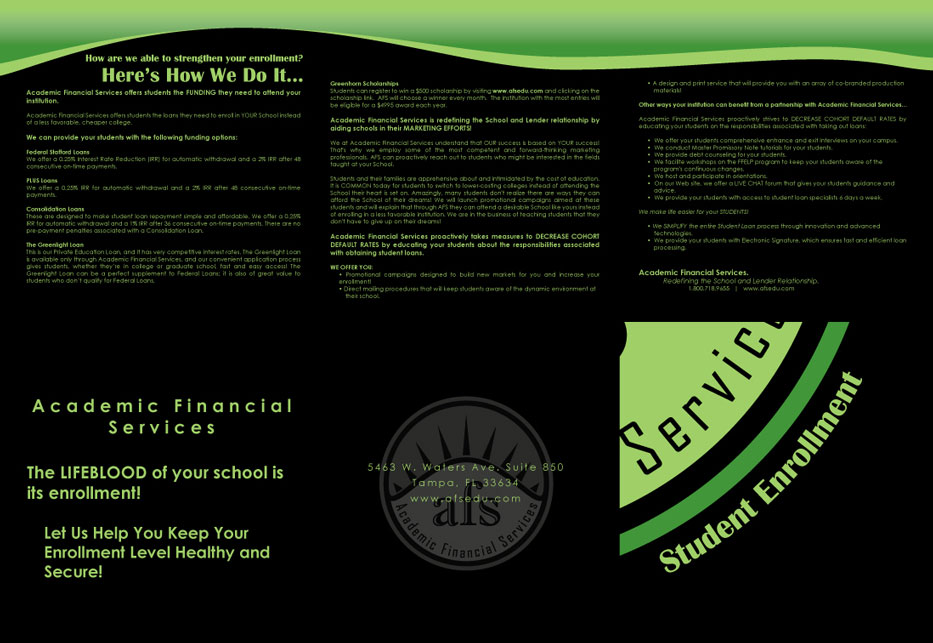 How are we able to strengthen your enrollment?
Here's How We Do It...
Academic Financial Services offers students the FUNDING they need to attend your
institution.
Academic Financial Services offers students the loans they need to enroll in YOUR School instead
of a less favorable, cheaper college.
We can provide your students with the following funding options:
Federal Stafford Loans
We offer a 0.25% Interest Rate Reduction (IRR) for automatic withdrawal and a 2% IRR after 48
consecutive on-time payments.
PLUS Loans
We offer a 0.25% IRR for automatic withdrawal and a 2% IRR after 48 consecutive on-time
payments.
Consolidation Loans
These are designed to make student loan repayment simple and affordable. We offer a 0.25%
IRR for automatic withdrawal and a 1% IRR after 36 consecutive on-time payments. There are no
pre-payment penalties associated with a Consolidation Loan.
The Greenlight Loan
This is our Private Education Loan, and it has very competitive interest rates. The Greenlight Loan
is available only through Academic Financial Services, and our convenient application process
gives students, whether they're in college or graduate school, fast and easy access! The
Greenlight Loan can be a perfect supplement to Federal Loans; it is also of great value to
students who don't qualify for Federal Loans.
Greenhorn Scholarships
Students can register to win a $500 scholarship by visiting www.afsedu.com and clicking on the
scholarship link. AFS will choose a winner every month. The institution with the most entries will
be eligible for a $4995 award each year.
Academic Financial Services is redefining the School and Lender relationship by
aiding schools in their MARKETING EFFORTS!
We at Academic Financial Services understand that OUR success is based on YOUR success!
That's why we employ some of the most competent and forward-thinking marketing
professionals. AFS can proactively reach out to students who might be interested in the fields
taught at your School.
Students and their families are apprehensive about and intimidated by the cost of education.
It is COMMON today for students to switch to lower-costing colleges instead of attending the
School their heart is set on. Amazingly, many students don't realize there are ways they can
afford the School of their dreams! We will launch promotional campaigns aimed at these
students and will explain that through AFS they can attend a desirable School like yours instead
of enrolling in a less favorable institution. We are in the business of teaching students that they
don't have to give up on their dreams!
Academic Financial Services proactively takes measures to DECREASE COHORT
DEFAULT RATES by educating your students about the responsibilities associated
with obtaining student loans.
WE OFFER YOU:
• Promotional campaigns designed to build new markets for you and increase your
enrollment!
• Direct mailing procedures that will keep students aware of the dynamic environment at
their school.
• A design and print service that will provide you with an array of co-branded production
materials!
Other ways your institution can benefit from a partnership with Academic Financial Services...
Academic Financial Services proactively strives to DECREASE COHORT DEFAULT RATES by
educating your students on the responsibilities associated with taking out loans:
• We offer your students comprehensive entrance and exit interviews on your campus.
• We conduct Master Promissory Note tutorials for your students.
• We provide debt counseling for your students.
• We facilite workshops on the FFELP program to keep your students aware of the
program's continuous changes.
• We host and participate in orientations.
• On our Web site, we offer a LIVE CHAT forum that gives your students guidance and
advice.
• We provide your students with access to student loan specialists 6 days a week.
We make life easier for your STUDENTS!
• We SIMPLIFY the entire Student Loan process through innovation and advanced
technologies.
• We provide your students with Electronic Signature, which ensures fast and efficient loan
processing.
Academic Financial Services.
Redefining the School and Lender Relationship.
1.800.718.9655 | www.afsedu.com
Academic Financial
Services
The LIFEBLOOD of your school is
its enrollment!
Let Us Help You Keep Your
Enrollment Level Healthy and
Secure!
5463 W. Waters Ave. Suite 850
Tampa, FL 33634
www.afsedu.com
afs
Academic Financial Services
Service
Student Enrollment